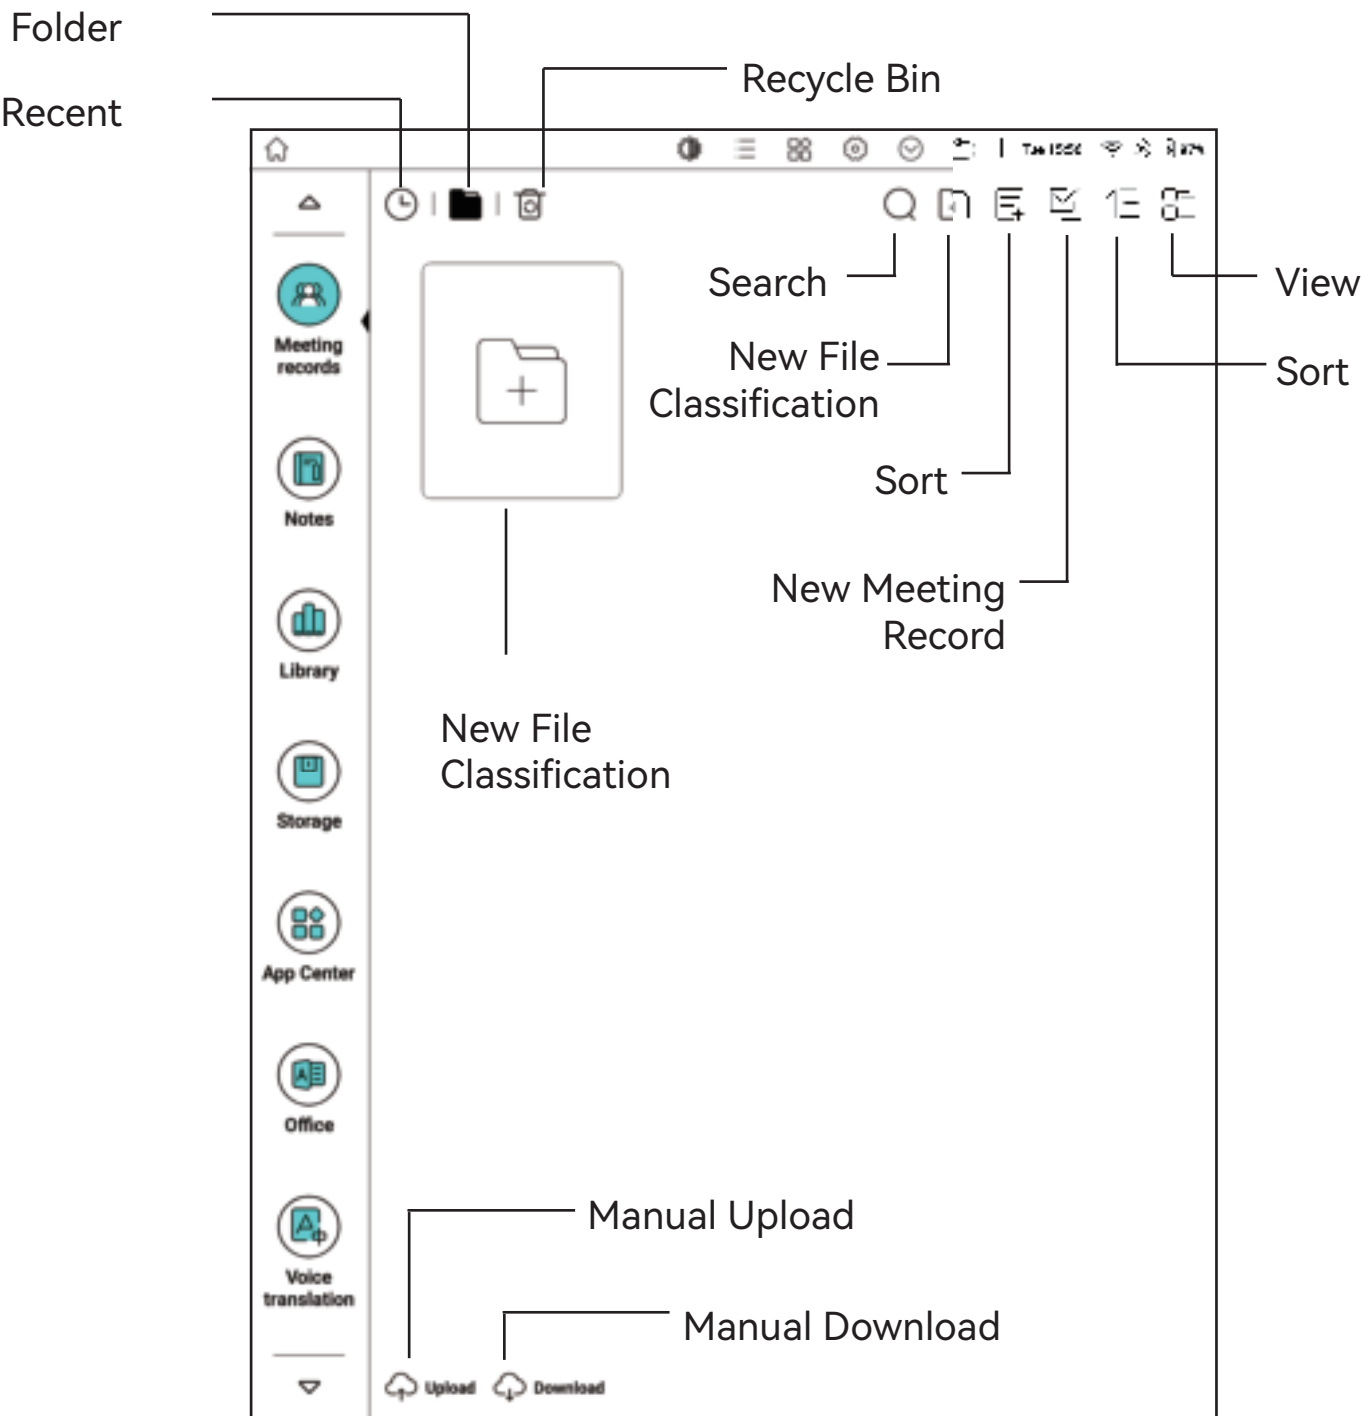 Folder
Recycle Bin
Recent
Meeting
records
Search
View
New File
Classification
Sort
Sort
Notes
New Meeting
Record
Library
New File
Classification
Storage
App Center
Office
Manual Upload
Voice
translation
Manual Download
Upload
Download